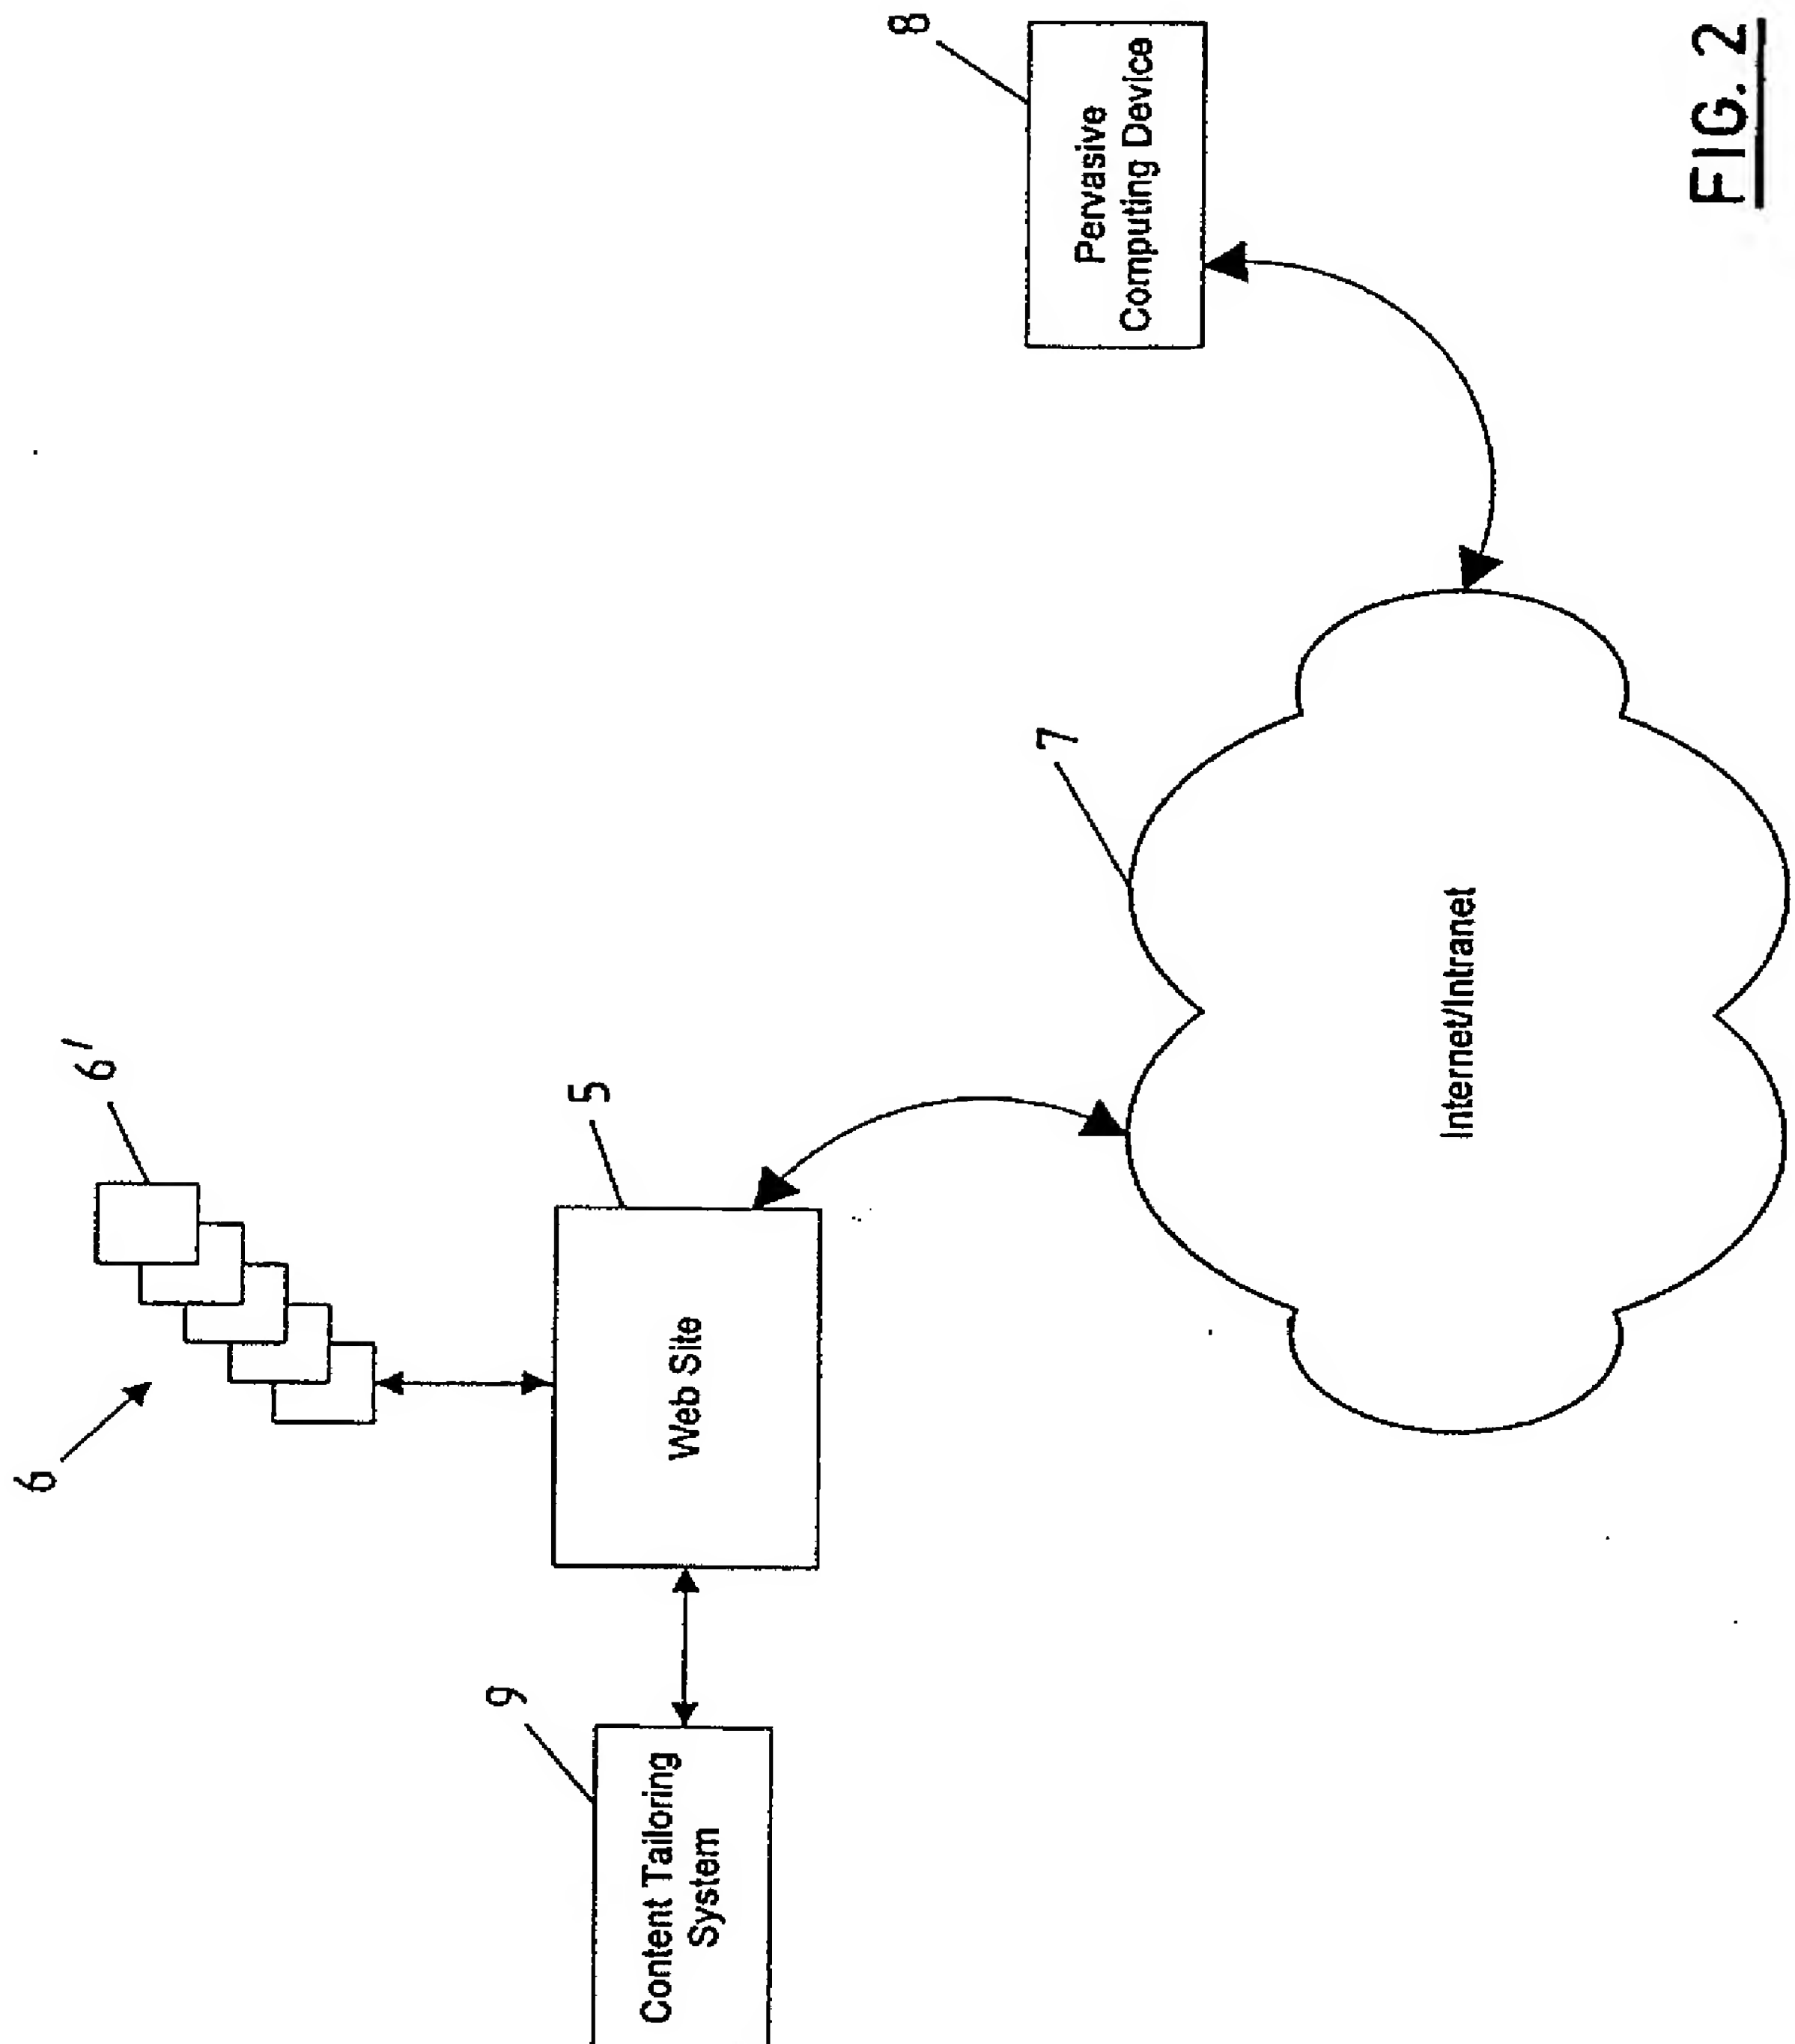 6
6'
9
Content Tailoring
System
5
Web Site
7
Internet/Intranet
8
Pervasive
Computing Device
FIG. 2